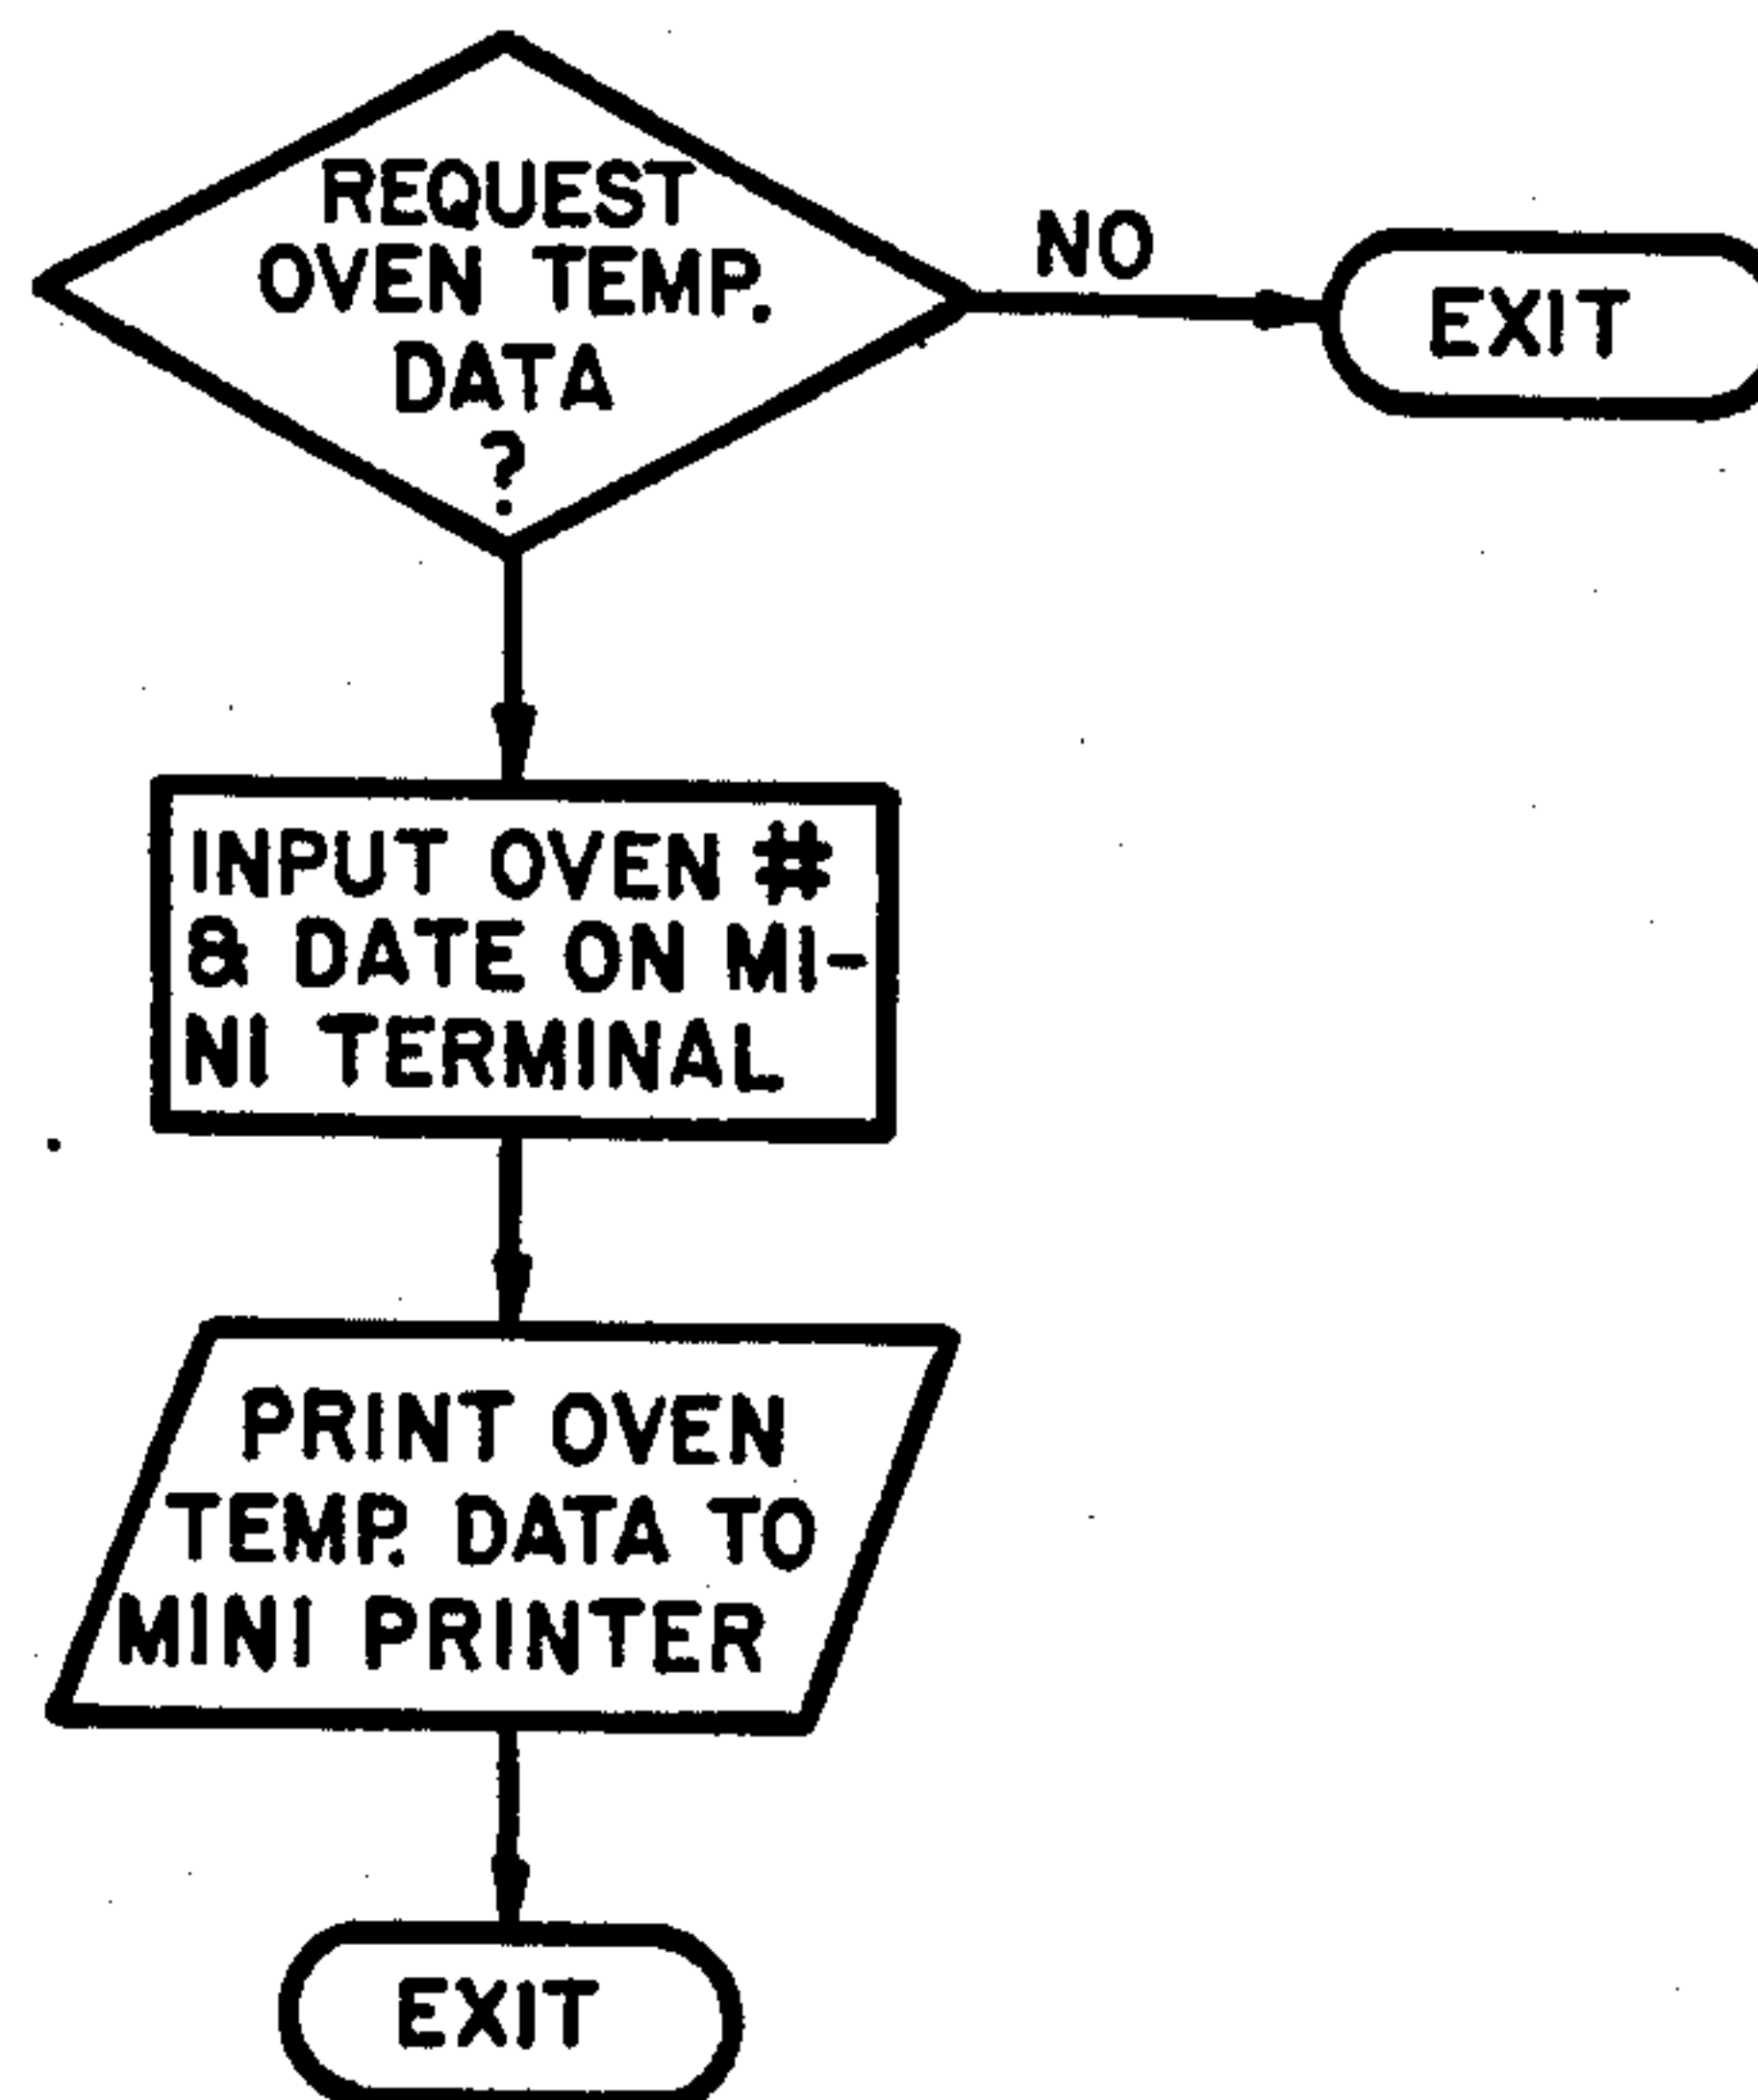 REQUEST
OVEN TEMP.
DATA
?
NO
EXIT
INPUT OVEN #
& DATE ON MI-
NI TERMINAL
PRINT OVEN
TEMP. DATA TO
MINI PRINTER
EXIT